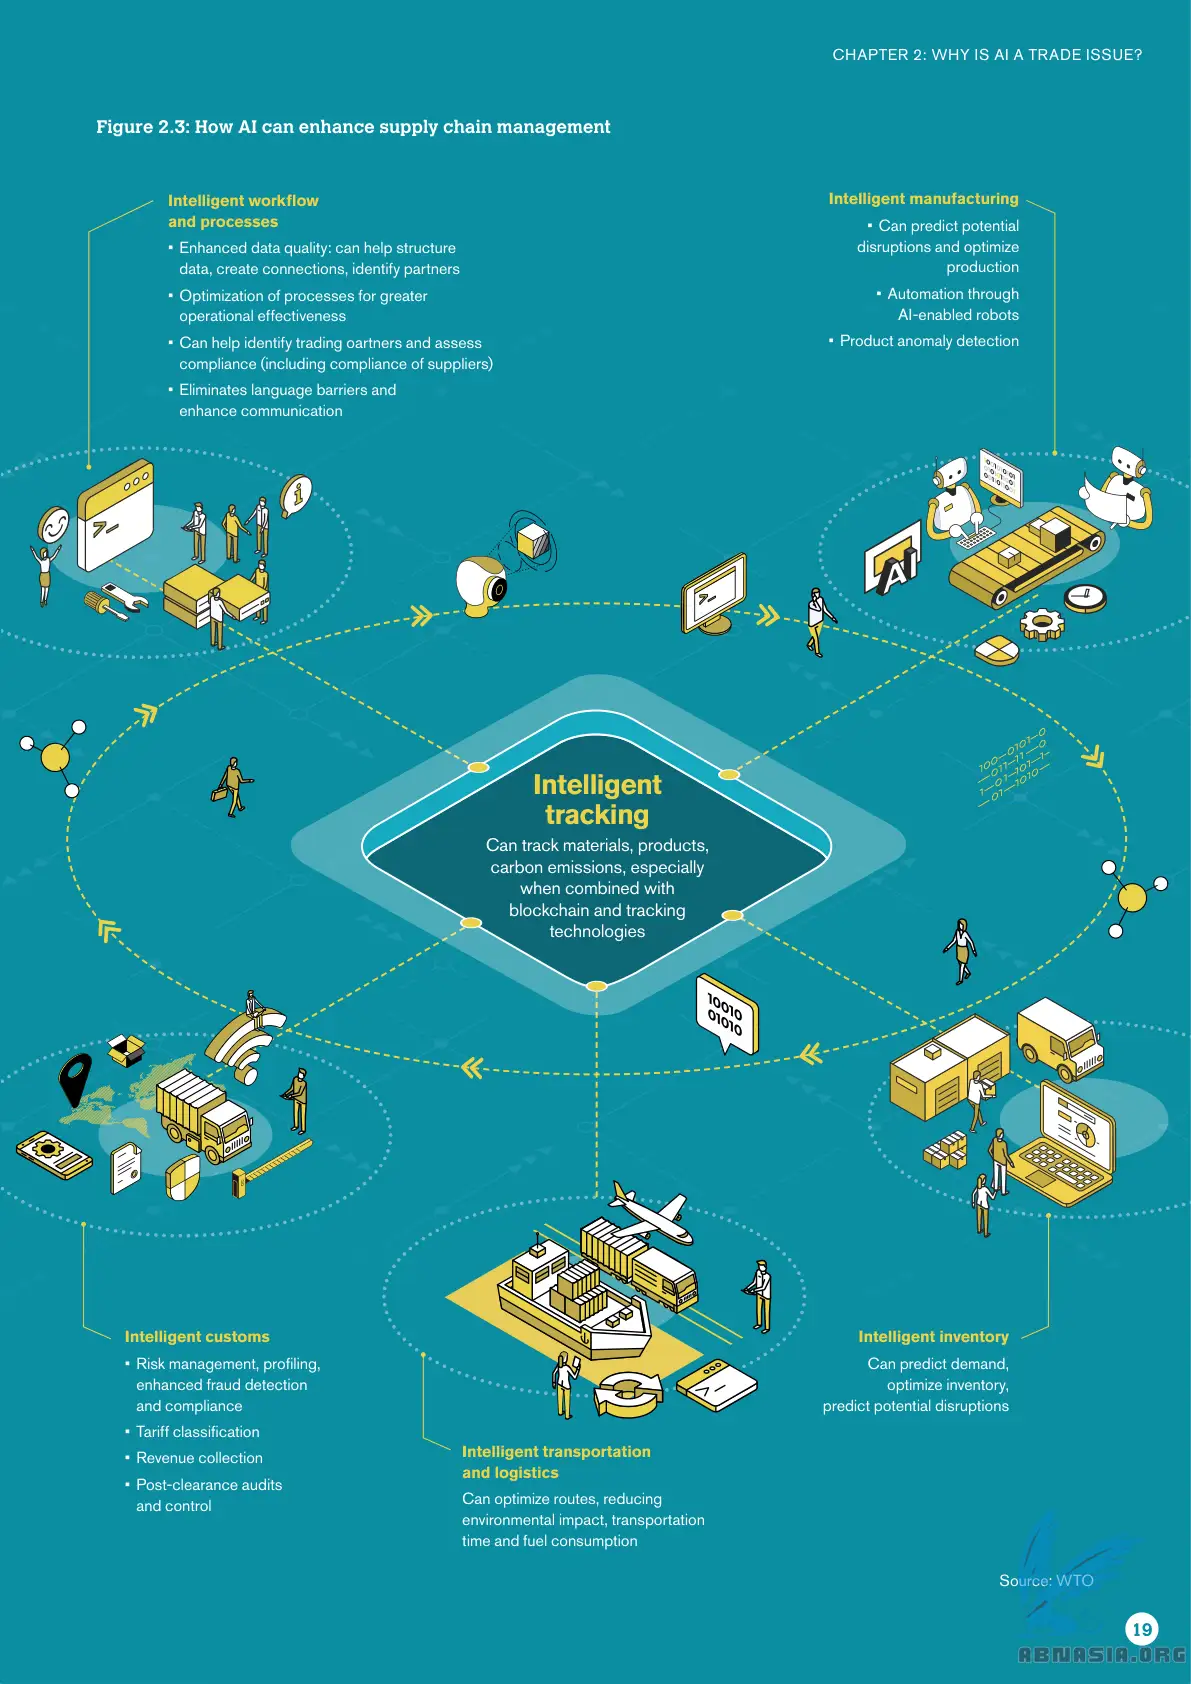 CHAPTER 2: WHY IS AI A TRADE ISSUE?
Figure 2.3: How AI can enhance supply chain management
Intelligent workflow
and processes
• Enhanced data quality: can help structure
data, create connections, identify partners
• Optimization of processes for greater
operational effectiveness
• Can help identify trading oartners and assess
compliance (including compliance of suppliers)
• Eliminates language barriers and
enhance communication
Intelligent manufacturing
• Can predict potential
disruptions and optimize
production
• Automation through
AI-enabled robots
• Product anomaly detection
i
AI
100—0101—0
—011—11—0
1—01—101—1—
—01—1010—
Intelligent
tracking
Can track materials, products,
carbon emissions, especially
when combined with
blockchain and tracking
technologies
10010
01010
Intelligent customs
• Risk management, profiling,
enhanced fraud detection
and compliance
• Tariff classification
• Revenue collection
• Post-clearance audits
and control
Intelligent transportation
and logistics
Can optimize routes, reducing
environmental impact, transportation
time and fuel consumption
Intelligent inventory
Can predict demand,
optimize inventory,
predict potential disruptions
Source: WTO
19
ABNASIA.ORG